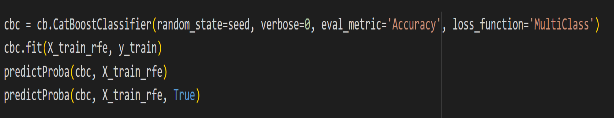 cbc = cb.CatBoostClassifier(random_state=seed, verbose=0, eval_metric='Accuracy', loss_function='MultiClass')
cbc.fit(X_train_rfe, y_train)
predictProba(cbc, X_train_rfe)
predictProba(cbc, X_train_rfe, True)